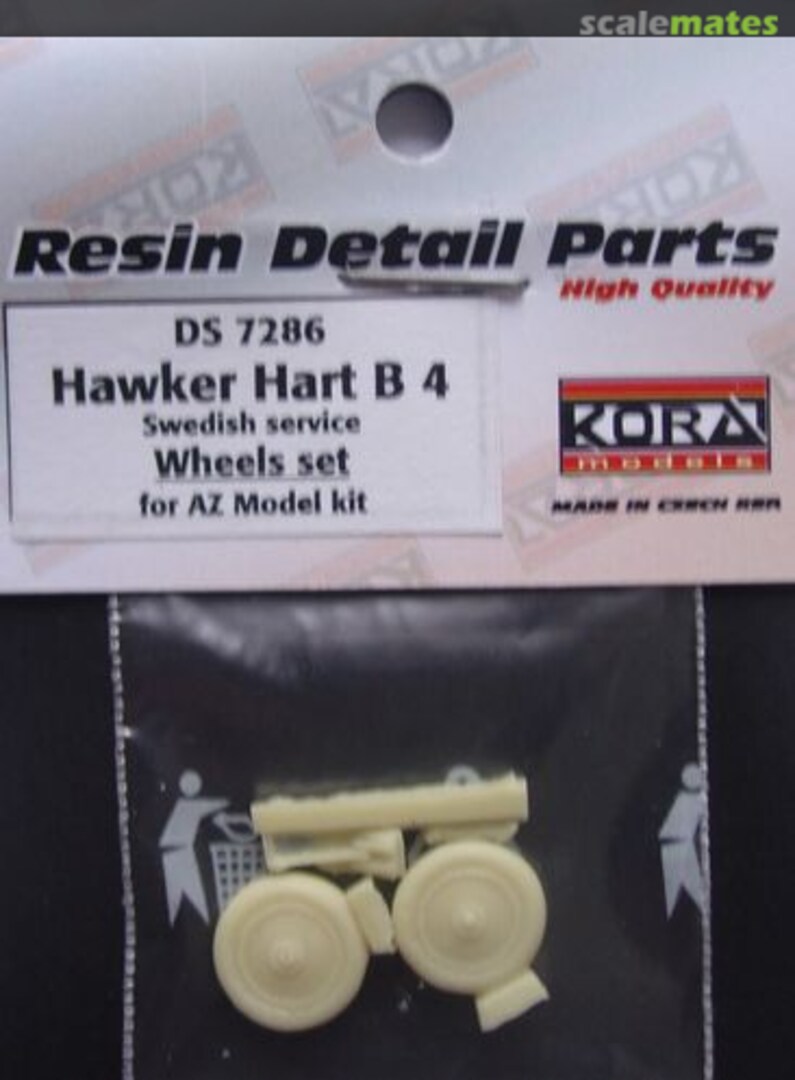 scalemates
Resin Detail Parts
High Quality
DS 7286
Hawker Hart B 4
Swedish service
Wheels set
for AZ Model kit
KORA
models
MADE IN CZECH REP.